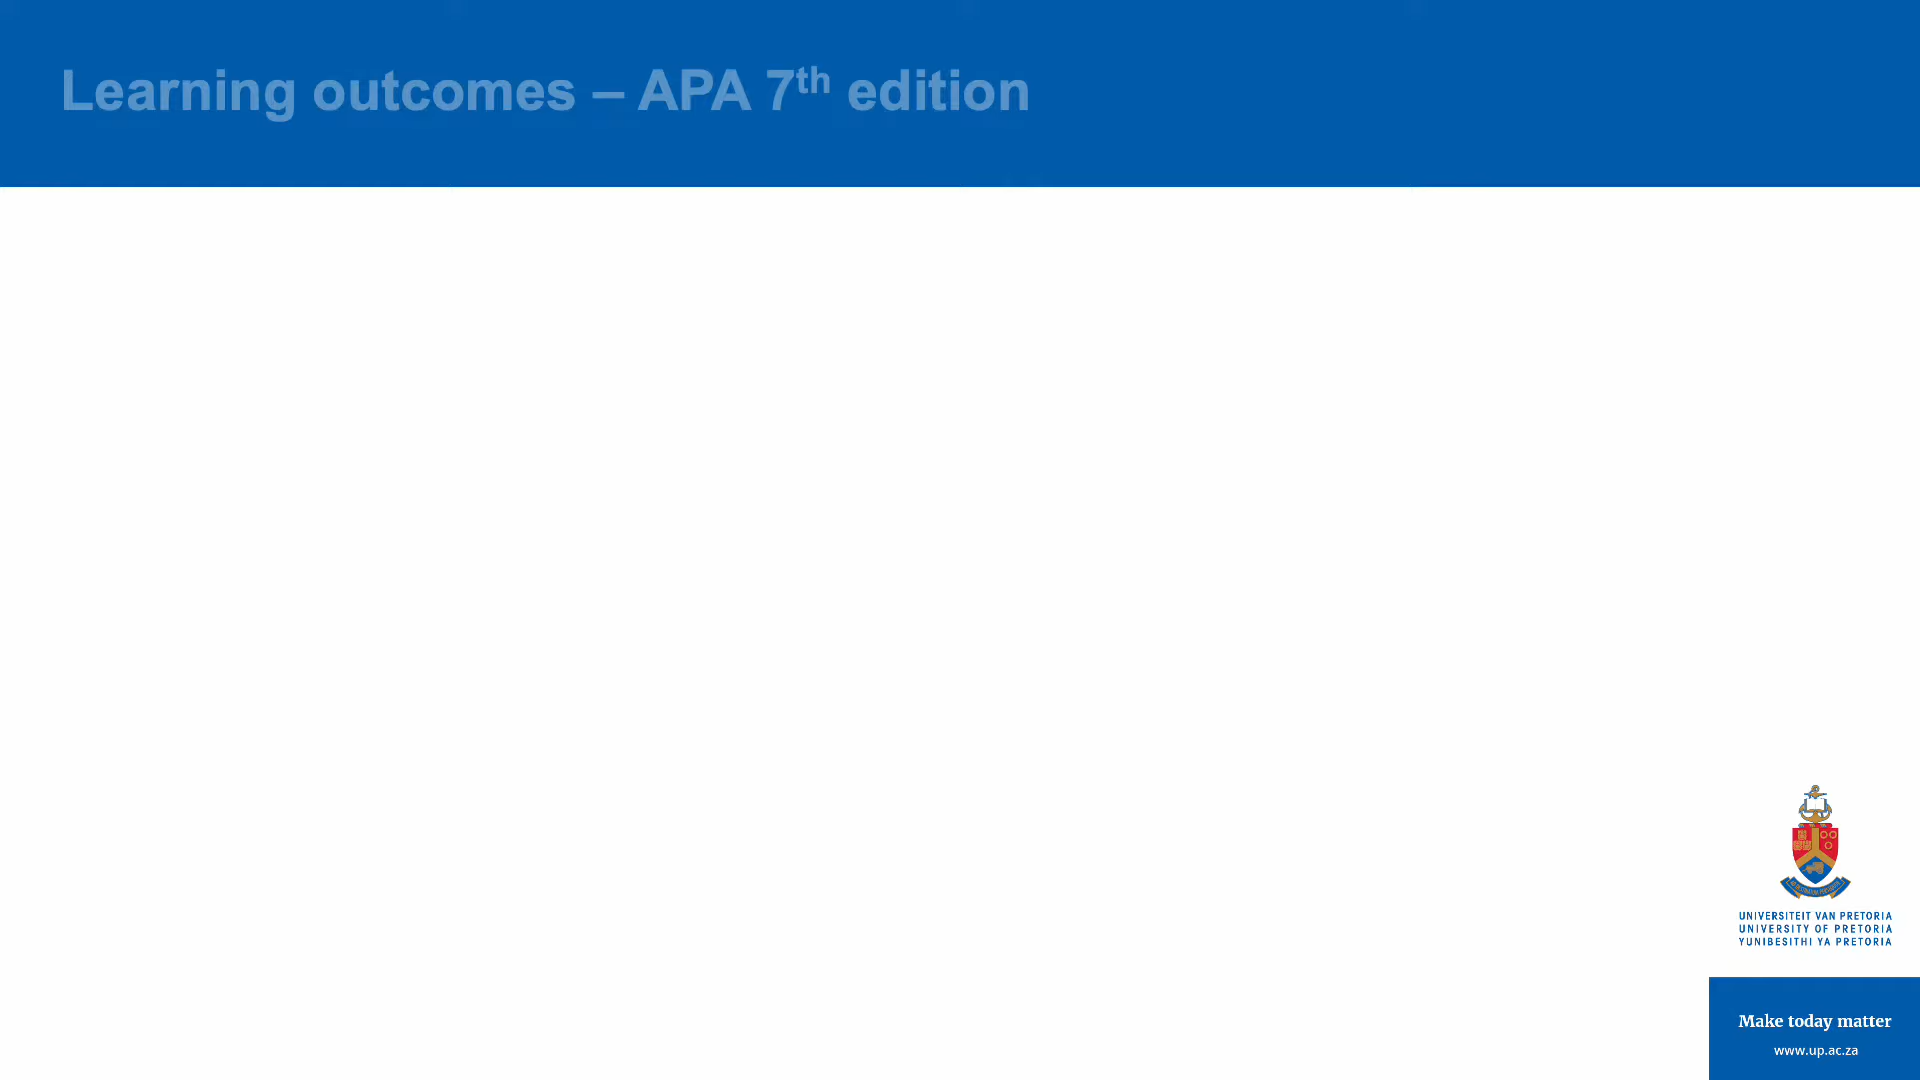 Learning outcomes – APA 7th edition
UNIVERSITEIT VAN PRETORIA
UNIVERSITY OF PRETORIA
YUNIBESITHI YA PRETORIA
Make today matter
www.up.ac.za